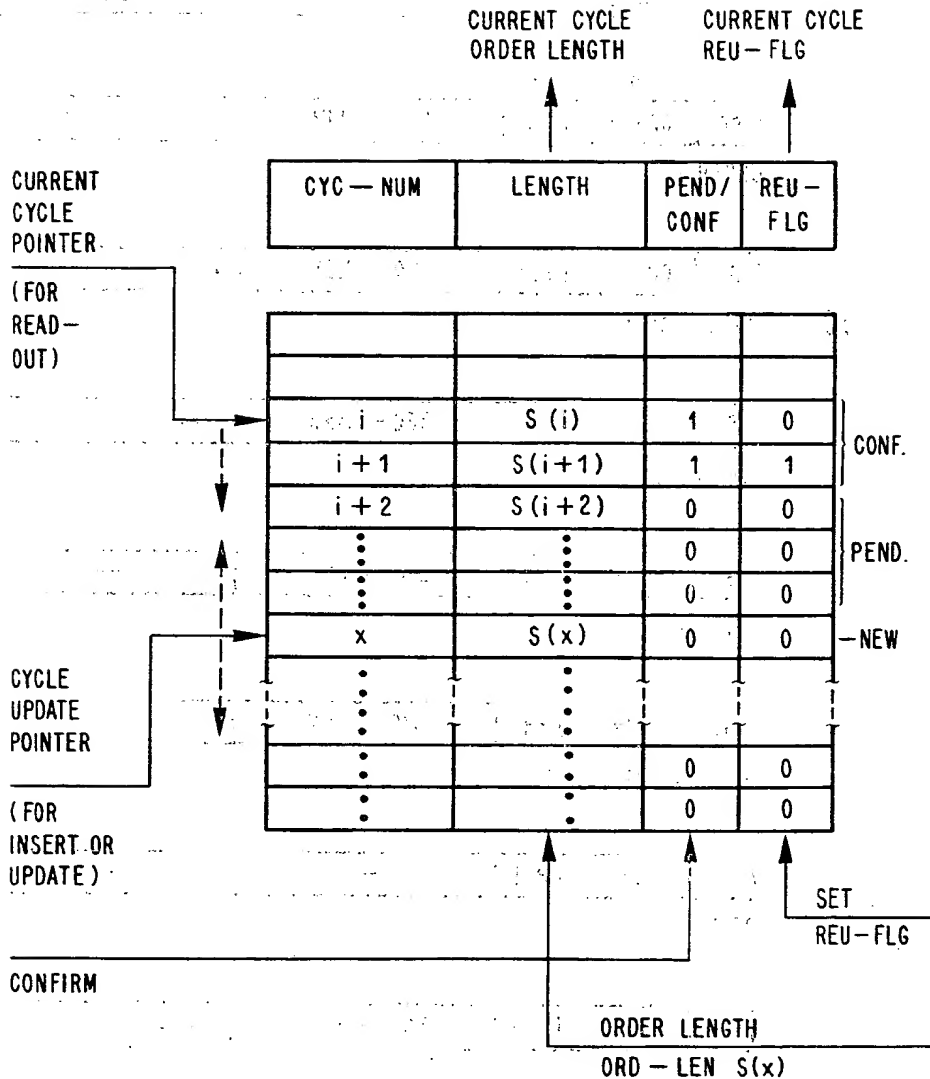 CURRENT CYCLE
ORDER LENGTH
CURRENT CYCLE
REU-FLG
CURRENT
CYCLE
POINTER
(FOR
READ-
OUT)
CYC-NUM
LENGTH
PEND/
CONF
REU-
FLG
i S(i) 1 0
i+1 S(i+1) 1 1
CONF.
i+2 S(i+2) 0 0
0 0
0 0
PEND.
x S(x) 0 0
-NEW
CYCLE
UPDATE
POINTER
(FOR
INSERT OR
UPDATE)
0 0
0 0
SET
REU-FLG
CONFIRM
ORDER LENGTH
ORD-LEN S(x)